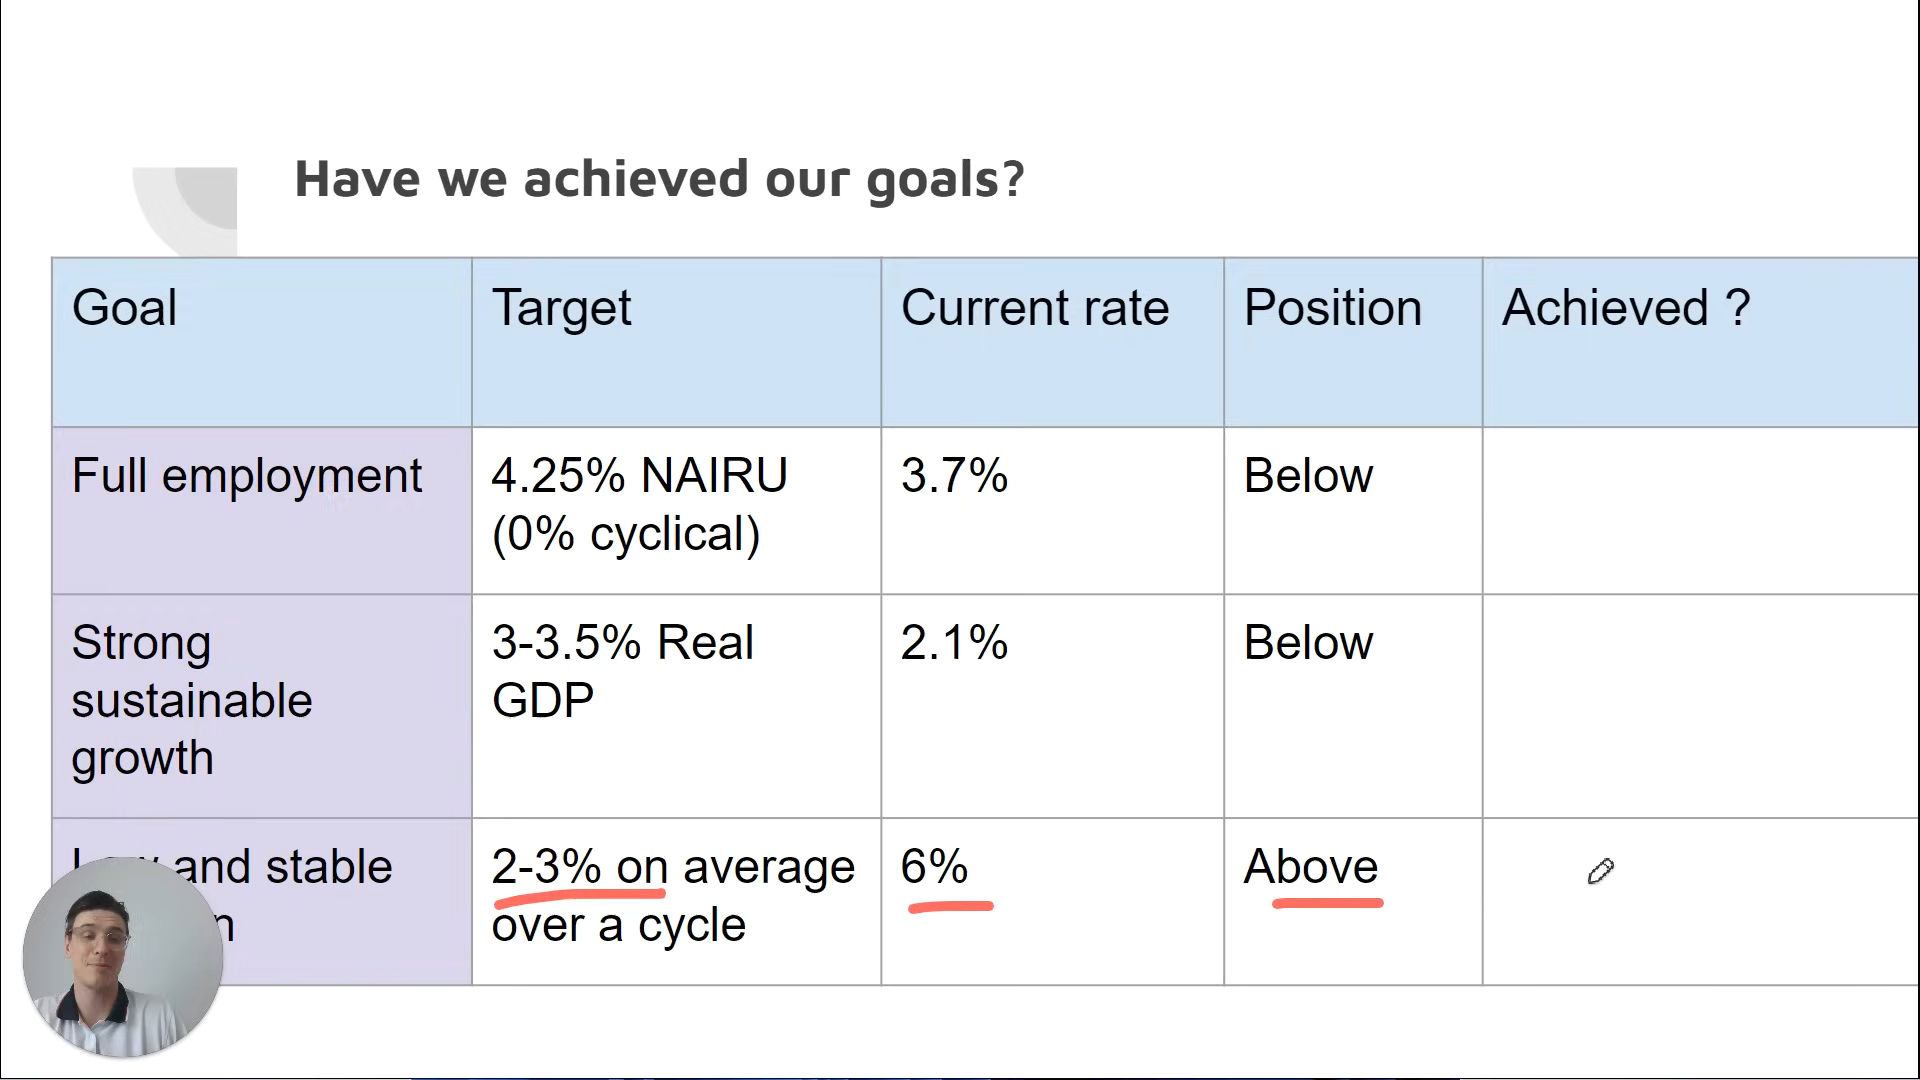 Have we achieved our goals?
Goal
Target
Current rate
Position
Achieved ?
Full employment
4.25% NAIRU
(0% cyclical)
3.7%
Below
Strong
sustainable
growth
3-3.5% Real
GDP
2.1%
Below
and stable
2-3% on average
over a cycle
6%
Above